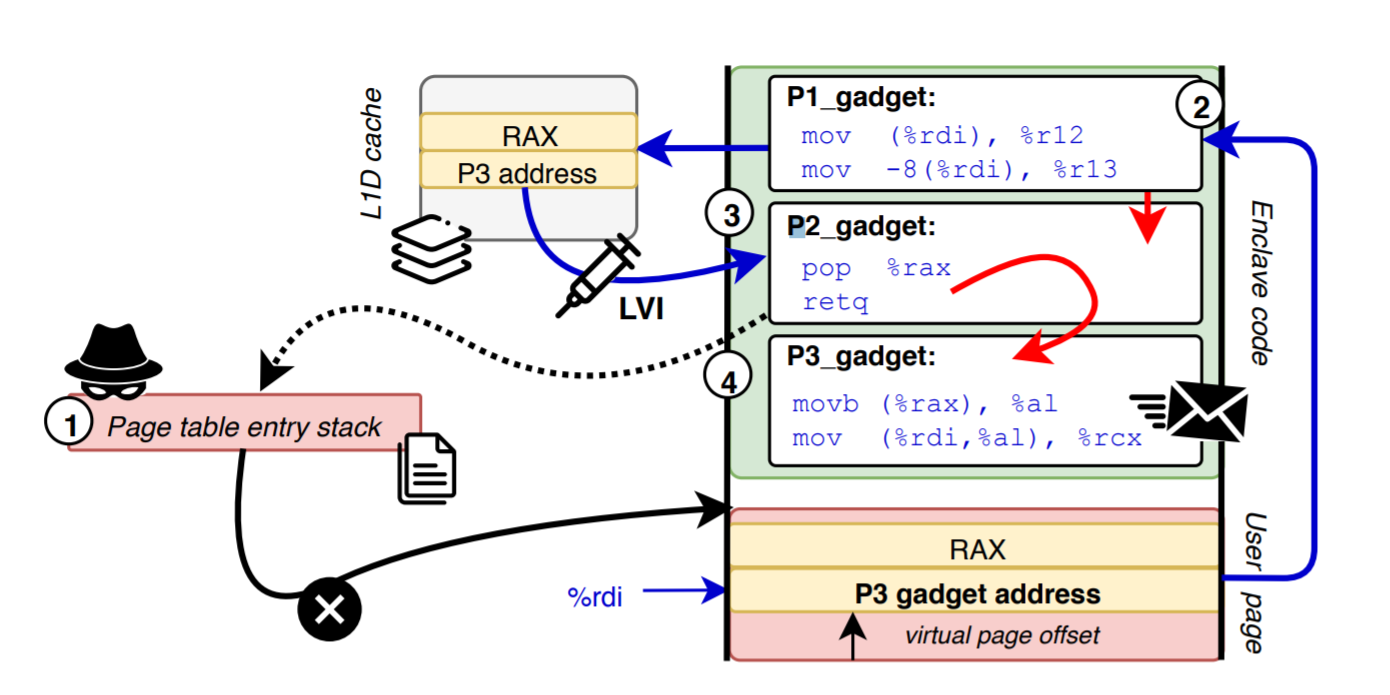 L1D cache
RAX
P3 address
LVI
P1_gadget:
mov (%rdi), %r12
mov -8(%rdi), %r13
2
3
P2_gadget:
pop %rax
retq
4
P3_gadget:
movb (%rax), %al
mov (%rdi,%al), %rcx
Enclave code
1
Page table entry stack
RAX
%rdi
P3 gadget address
virtual page offset
User page